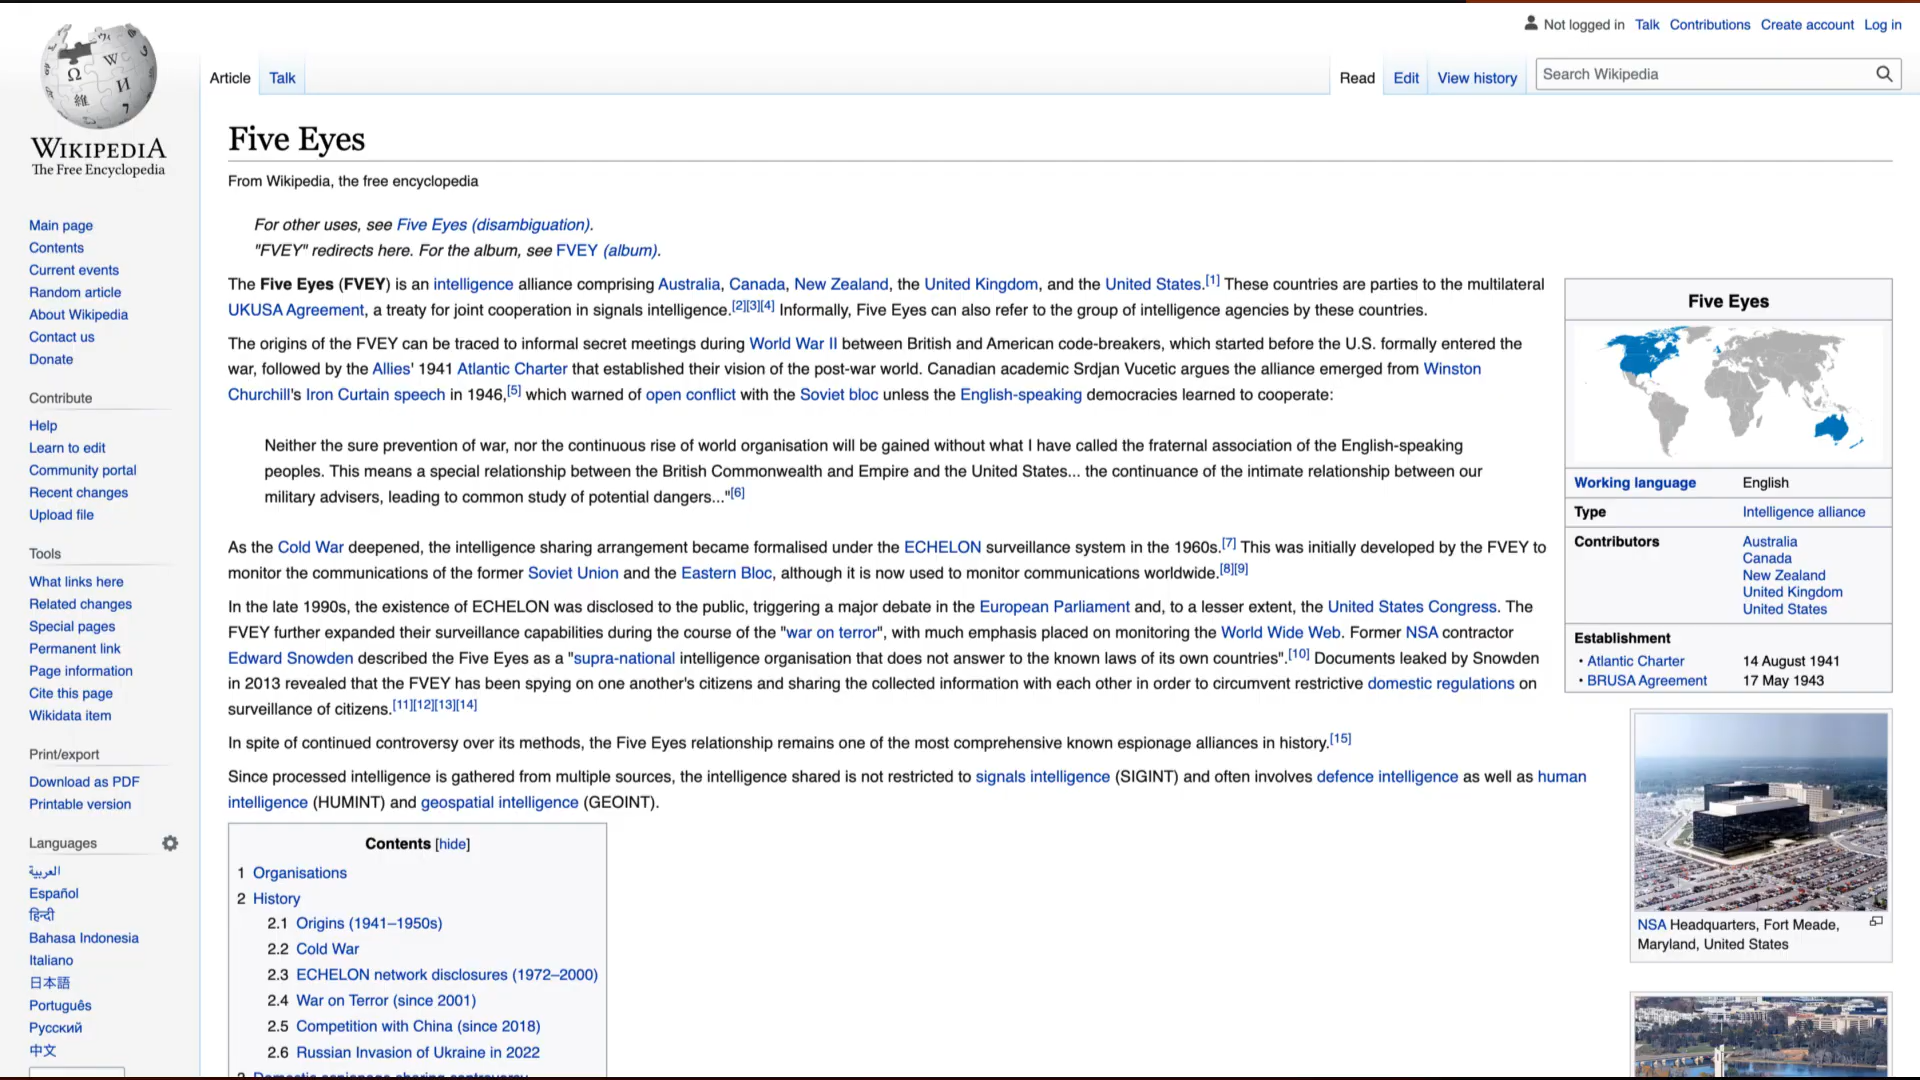 Not logged in Talk Contributions Create account Log in
WIKIPEDIA
The Free Encyclopedia
Article Talk
Read Edit View history Search Wikipedia
Main page
Contents
Current events
Random article
About Wikipedia
Contact us
Donate
Contribute
Help
Learn to edit
Community portal
Recent changes
Upload file
Tools
What links here
Related changes
Special pages
Permanent link
Page information
Cite this page
Wikidata item
Print/export
Download as PDF
Printable version
Languages
العربية
Español
हिन्दी
Bahasa Indonesia
Italiano
日本語
Português
Русский
中文
Five Eyes
From Wikipedia, the free encyclopedia
For other uses, see Five Eyes (disambiguation).
"FVEY" redirects here. For the album, see FVEY (album).
The Five Eyes (FVEY) is an intelligence alliance comprising Australia, Canada, New Zealand, the United Kingdom, and the United States.[1] These countries are parties to the multilateral
UKUSA Agreement, a treaty for joint cooperation in signals intelligence.[2][3][4] Informally, Five Eyes can also refer to the group of intelligence agencies by these countries.
The origins of the FVEY can be traced to informal secret meetings during World War II between British and American code-breakers, which started before the U.S. formally entered the
war, followed by the Allies' 1941 Atlantic Charter that established their vision of the post-war world. Canadian academic Srdjan Vucetic argues the alliance emerged from Winston
Churchill's Iron Curtain speech in 1946,[5] which warned of open conflict with the Soviet bloc unless the English-speaking democracies learned to cooperate:
Neither the sure prevention of war, nor the continuous rise of world organisation will be gained without what I have called the fraternal association of the English-speaking
peoples. This means a special relationship between the British Commonwealth and Empire and the United States... the continuance of the intimate relationship between our
military advisers, leading to common study of potential dangers..."[6]
As the Cold War deepened, the intelligence sharing arrangement became formalised under the ECHELON surveillance system in the 1960s.[7] This was initially developed by the FVEY to
monitor the communications of the former Soviet Union and the Eastern Bloc, although it is now used to monitor communications worldwide.[8][9]
In the late 1990s, the existence of ECHELON was disclosed to the public, triggering a major debate in the European Parliament and, to a lesser extent, the United States Congress. The
FVEY further expanded their surveillance capabilities during the course of the "war on terror", with much emphasis placed on monitoring the World Wide Web. Former NSA contractor
Edward Snowden described the Five Eyes as a "supra-national intelligence organisation that does not answer to the known laws of its own countries".[10] Documents leaked by Snowden
in 2013 revealed that the FVEY has been spying on one another's citizens and sharing the collected information with each other in order to circumvent restrictive domestic regulations on
surveillance of citizens.[11][12][13][14]
In spite of continued controversy over its methods, the Five Eyes relationship remains one of the most comprehensive known espionage alliances in history.[15]
Since processed intelligence is gathered from multiple sources, the intelligence shared is not restricted to signals intelligence (SIGINT) and often involves defence intelligence as well as human
intelligence (HUMINT) and geospatial intelligence (GEOINT).
Contents [hide]
1 Organisations
2 History
2.1 Origins (1941–1950s)
2.2 Cold War
2.3 ECHELON network disclosures (1972–2000)
2.4 War on Terror (since 2001)
2.5 Competition with China (since 2018)
2.6 Russian Invasion of Ukraine in 2022
3 Domestic espionage sharing controversy
Five Eyes
Working language English
Type Intelligence alliance
Contributors Australia
Canada
New Zealand
United Kingdom
United States
Establishment
• Atlantic Charter 14 August 1941
• BRUSA Agreement 17 May 1943
NSA Headquarters, Fort Meade,
Maryland, United States